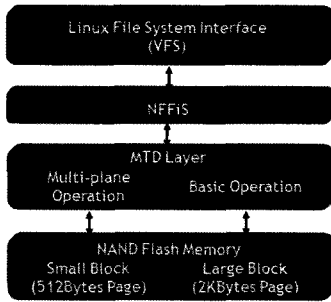 Linux File System Interface
(VFS)
NFFiS
MTD Layer
Multi-plane
Operation
Basic Operation
NAND Flash Memory
Small Block
(512Bytes Page)
Large Block
(2KBytes Page)